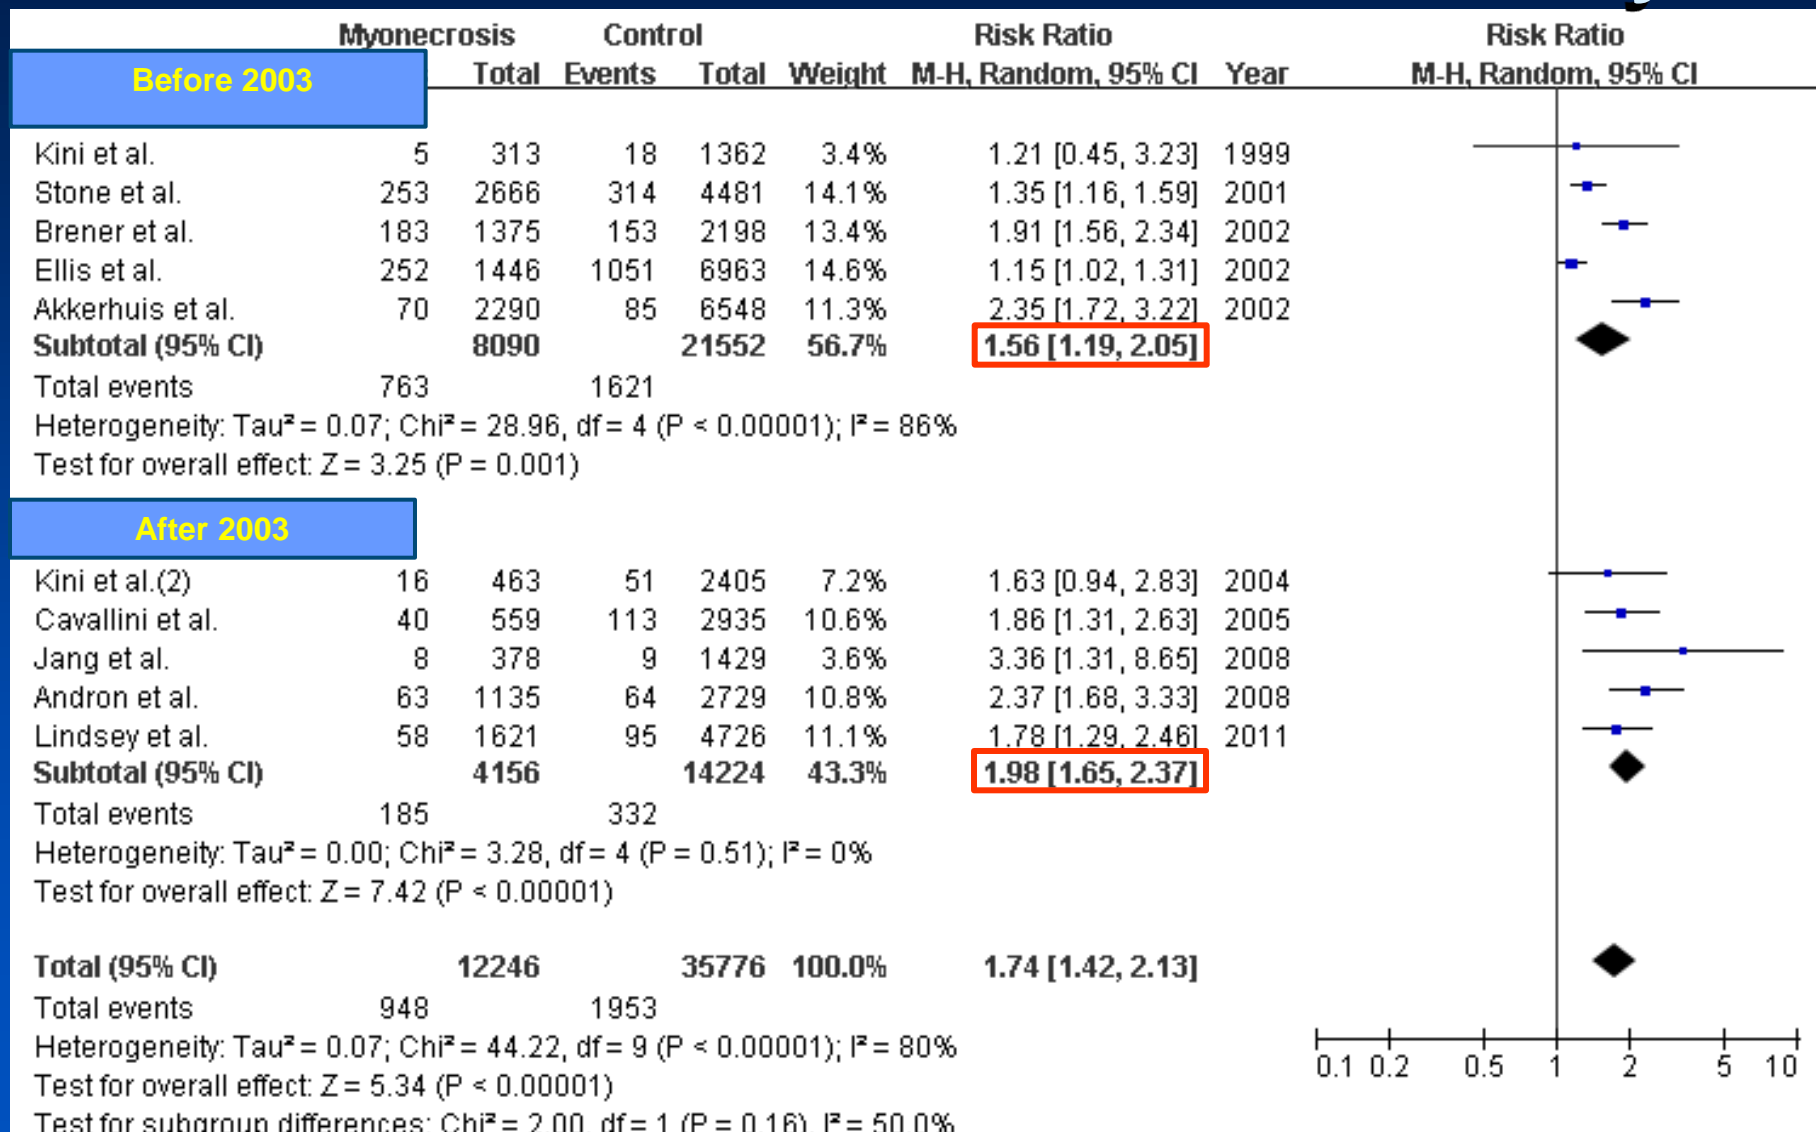 Myonecrosis Control Risk Ratio Risk Ratio
Before 2003 Total Events Total Weight M-H, Random, 95% CI Year M-H, Random, 95% CI
Kini et al. 5 313 18 1362 3.4% 1.21 [0.45, 3.23] 1999
Stone et al. 253 2666 314 4481 14.1% 1.35 [1.16, 1.59] 2001
Brener et al. 183 1375 153 2198 13.4% 1.91 [1.56, 2.34] 2002
Ellis et al. 252 1446 1051 6963 14.6% 1.15 [1.02, 1.31] 2002
Akkerhuis et al. 70 2290 85 6548 11.3% 2.35 [1.72, 3.22] 2002
Subtotal (95% CI) 8090 21552 56.7% 1.56 [1.19, 2.05]
Total events 763 1621
Heterogeneity: Tau² = 0.07; Chi² = 28.96, df = 4 (P < 0.00001); I² = 86%
Test for overall effect: Z = 3.25 (P = 0.001)
After 2003
Kini et al.(2) 16 463 51 2405 7.2% 1.63 [0.94, 2.83] 2004
Cavallini et al. 40 559 113 2935 10.6% 1.86 [1.31, 2.63] 2005
Jang et al. 8 378 9 1429 3.6% 3.36 [1.31, 8.65] 2008
Andron et al. 63 1135 64 2729 10.8% 2.37 [1.68, 3.33] 2008
Lindsey et al. 58 1621 95 4726 11.1% 1.78 [1.29, 2.46] 2011
Subtotal (95% CI) 4156 14224 43.3% 1.98 [1.65, 2.37]
Total events 185 332
Heterogeneity: Tau² = 0.00; Chi² = 3.28, df = 4 (P = 0.51); I² = 0%
Test for overall effect: Z = 7.42 (P < 0.00001)
Total (95% CI) 12246 35776 100.0% 1.74 [1.42, 2.13]
Total events 948 1953
Heterogeneity: Tau² = 0.07; Chi² = 44.22, df = 9 (P < 0.00001); I² = 80%
Test for overall effect: Z = 5.34 (P < 0.00001)
0.1 0.2 0.5 1 2 5 10
Test for subgroup differences: Chi² = 2.00, df = 1 (P = 0.16), I² = 50.0%